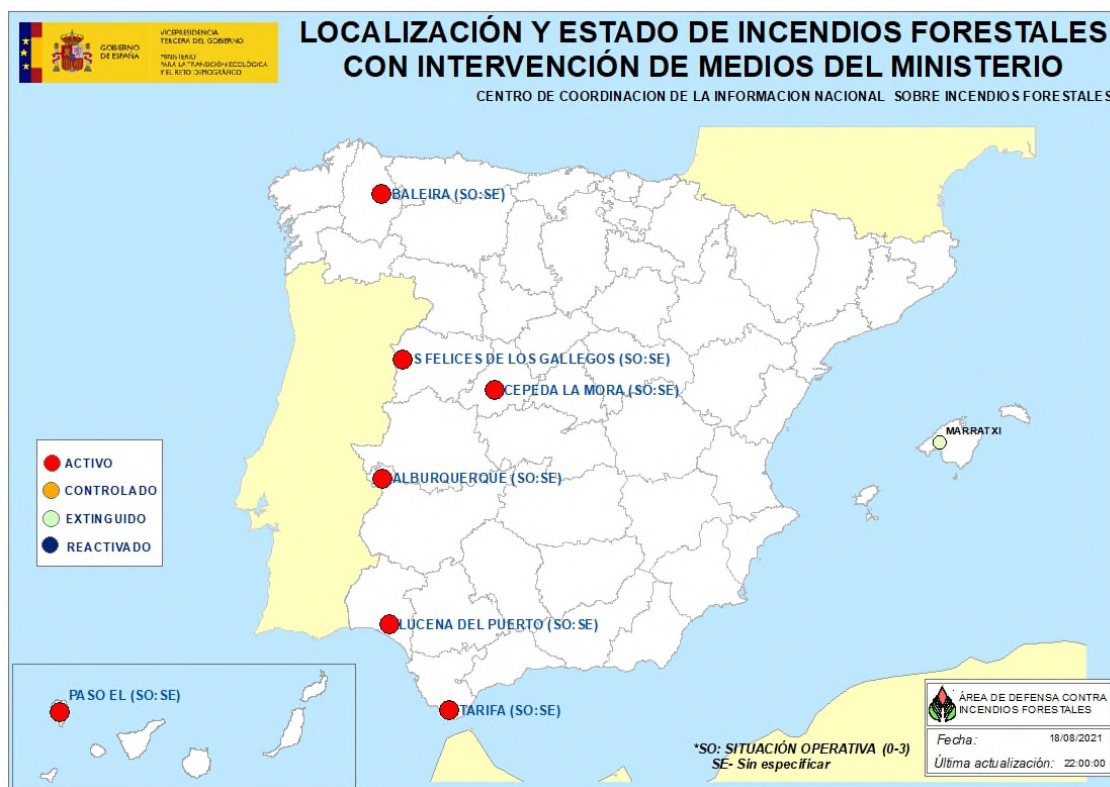 GOBIERNO
DE ESPAÑA
VICEPRESIDENCIA
TERCERA DEL GOBIERNO
MINISTERIO
PARA LA TRANSICIÓN ECOLÓGICA
Y EL RETO DEMOGRÁFICO
LOCALIZACIÓN Y ESTADO DE INCENDIOS FORESTALES
CON INTERVENCIÓN DE MEDIOS DEL MINISTERIO
CENTRO DE COORDINACION DE LA INFORMACION NACIONAL SOBRE INCENDIOS FORESTALES
BALEIRA (SO:SE)
S FELICES DE LOS GALLEGOS (SO:SE)
CEPEDA LA MORA (SO:SE)
MARRATXI
ACTIVO
CONTROLADO
EXTINGUIDO
REACTIVADO
ALBURQUERQUE (SO:SE)
LUCENA DEL PUERTO (SO:SE)
PASO EL (SO:SE)
TARIFA (SO:SE)
*SO: SITUACIÓN OPERATIVA (0-3)
SE- Sin especificar
ÁREA DE DEFENSA CONTRA
INCENDIOS FORESTALES
Fecha: 18/08/2021
Última actualización: 22:00:00